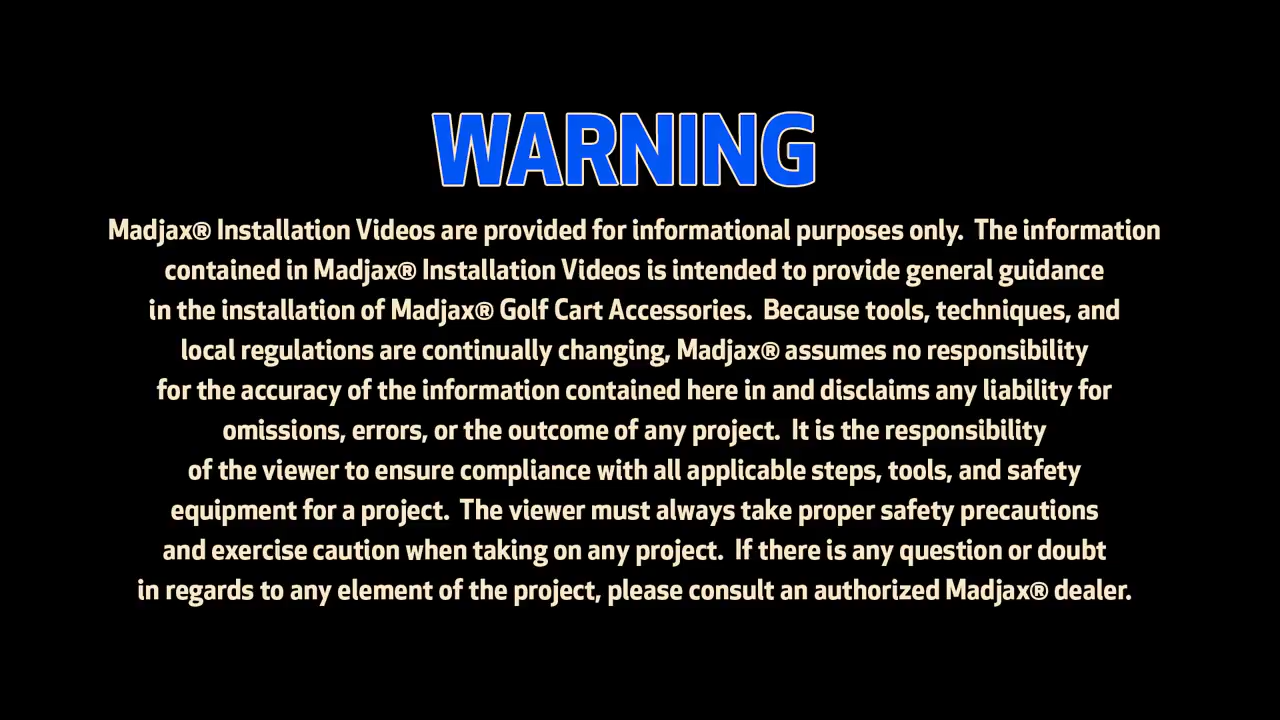 WARNING
Madjax® Installation Videos are provided for informational purposes only.  The information
contained in Madjax® Installation Videos is intended to provide general guidance
in the installation of Madjax® Golf Cart Accessories.  Because tools, techniques, and
local regulations are continually changing, Madjax® assumes no responsibility
for the accuracy of the information contained here in and disclaims any liability for
omissions, errors, or the outcome of any project.  It is the responsibility
of the viewer to ensure compliance with all applicable steps, tools, and safety
equipment for a project.  The viewer must always take proper safety precautions
and exercise caution when taking on any project.  If there is any question or doubt
in regards to any element of the project, please consult an authorized Madjax® dealer.